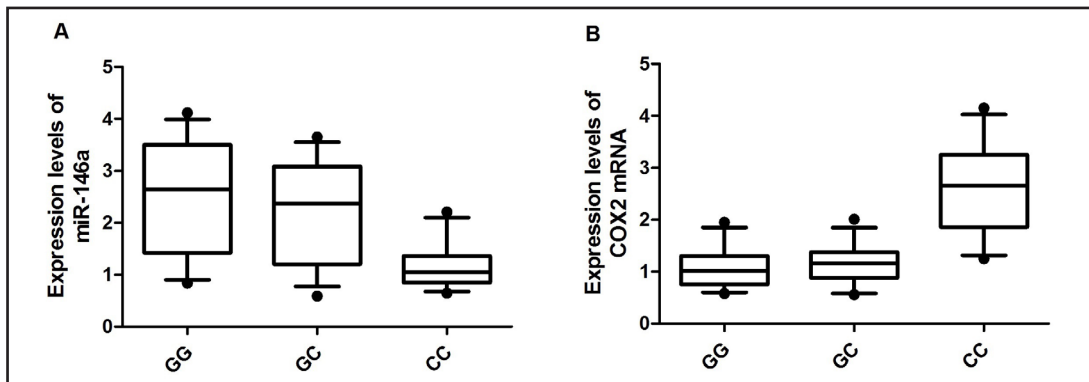 A
Expression levels of
miR-146a
5
4
3
2
1
0
GG
GC
CC
B
Expression levels of
COX2 mRNA
5
4
3
2
1
0
GG
GC
CC